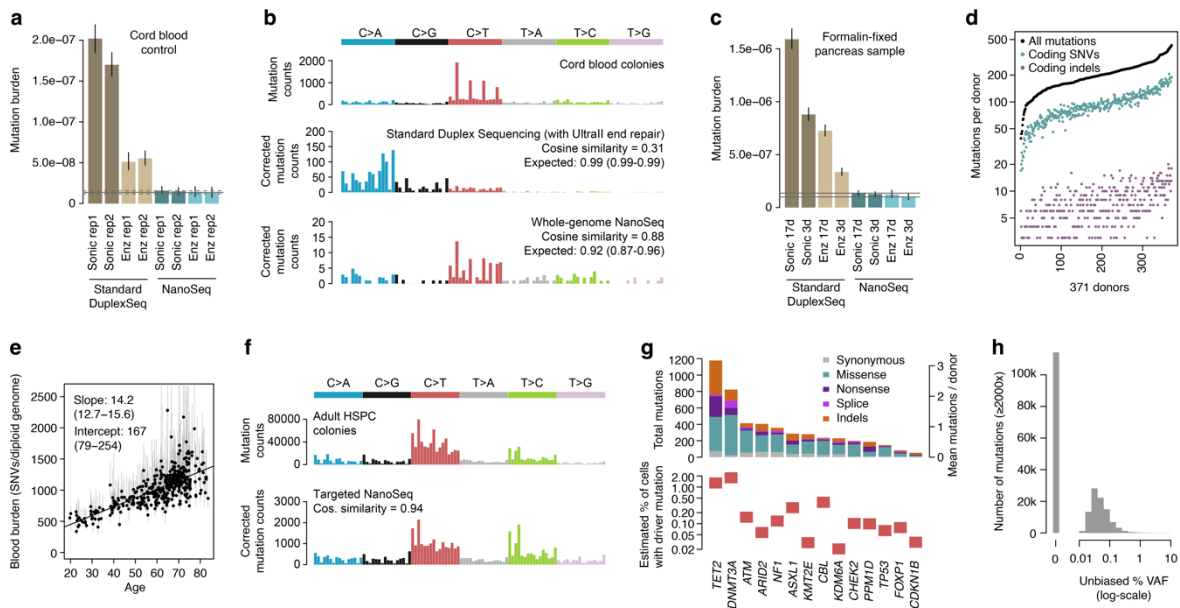 a
Cord blood
control
Mutation burden
2.0e-07
1.5e-07
1.0e-07
5.0e-08
0
Sonic rep1
Sonic rep2
Enz rep1
Enz rep2
Sonic rep1
Sonic rep2
Enz rep1
Enz rep2
Standard
DuplexSeq
NanoSeq
b
C>A C>G C>T T>A T>C T>G
Mutation
counts
2000
1000
0
Cord blood colonies
Corrected
mutation
counts
200
150
100
50
0
Standard Duplex Sequencing (with UltraII end repair)
Cosine similarity = 0.31
Expected: 0.99 (0.99-0.99)
Corrected
mutation
counts
20
15
10
5
0
Whole-genome NanoSeq
Cosine similarity = 0.88
Expected: 0.92 (0.87-0.96)
c
Formalin-fixed
pancreas sample
Mutation burden
1.5e-06
1.0e-06
5.0e-07
0
Sonic 17d
Sonic 3d
Enz 17d
Enz 3d
Sonic 17d
Sonic 3d
Enz 17d
Enz 3d
Standard
DuplexSeq
NanoSeq
d
Mutations per donor
500
200
100
50
20
10
5
All mutations
Coding SNVs
Coding indels
0
100
200
300
371 donors
e
Blood burden (SNVs/diploid genome)
2500
2000
1500
1000
500
0
Slope: 14.2
(12.7–15.6)
Intercept: 167
(79–254)
20 30 40 50 60 70 80
Age
f
C>A C>G C>T T>A T>C T>G
Mutation
counts
80000
40000
0
Adult HSPC
colonies
Corrected
mutation counts
3000
2000
1000
0
Targeted NanoSeq
Cos. similarity = 0.94
g
Total mutations
1200
1000
800
600
400
200
0
Synonymous
Missense
Nonsense
Splice
Indels
3
2
1
0
Mean mutations / donor
Estimated % of cells
with driver mutation
2.00
1.00
0.50
0.20
0.10
0.05
0.02
TET2
DNMT3A
ATM
ARID2
NF1
ASXL1
KMT2E
CBL
KDM6A
CHEK2
PPM1D
TP53
FOXP1
CDKN1B
h
Number of mutations (≥2000x)
100k
80k
60k
40k
20k
0
0
0.01
0.1
1
10
Unbiased % VAF
(log-scale)